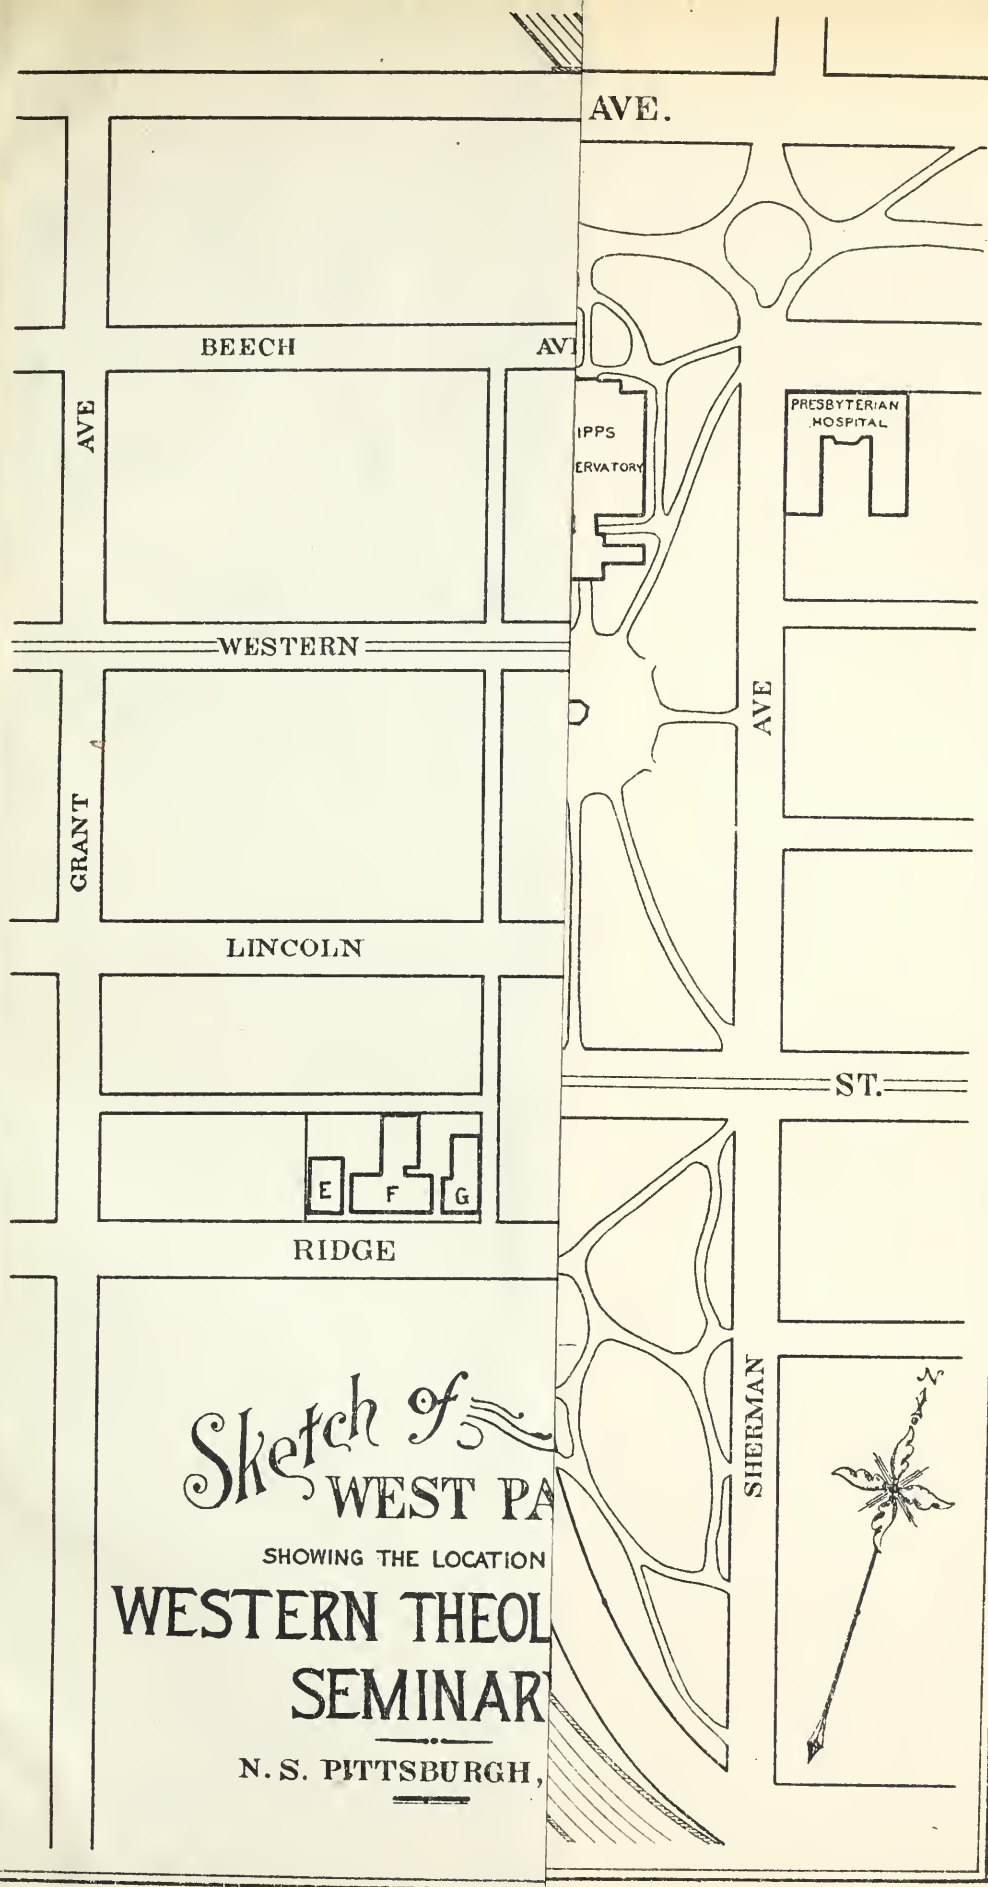 AVE.
BEECH
AV
AVE
IPPS
ERVATORY
PRESBYTERIAN
HOSPITAL
WESTERN
AVE
GRANT
LINCOLN
ST.
E
F
G
RIDGE
SHERMAN
N
Sketch of
WEST PA
SHOWING THE LOCATION
WESTERN THEOL
SEMINAR
N. S. PITTSBURGH,